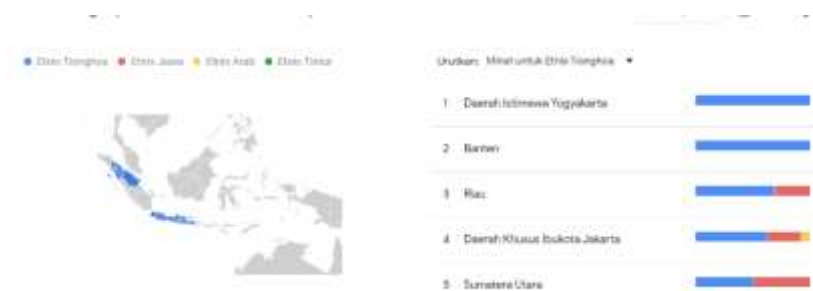 Etnis Tionghoa Etnis Jawa Etnis Arab Etnis Timur
Urutkan: Minat untuk Etnis Tionghoa
1 Daerah Istimewa Yogyakarta
2 Banten
3 Riau
4 Daerah Khusus Ibukota Jakarta
5 Sumatera Utara